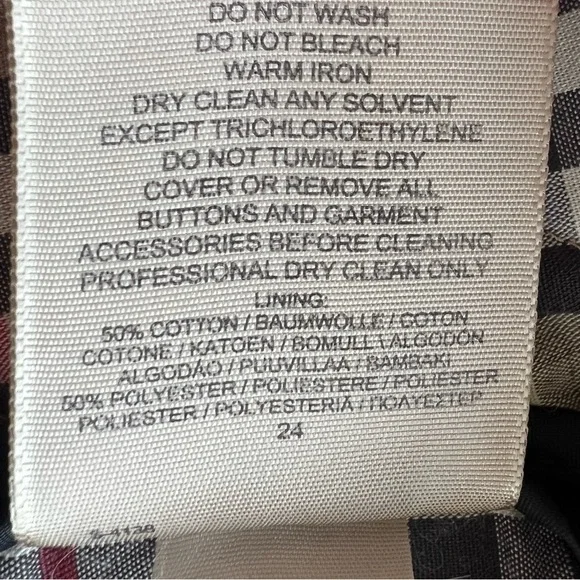 DO NOT WASH
DO NOT BLEACH
WARM IRON
DRY CLEAN ANY SOLVENT
EXCEPT TRICHLOROETHYLENE
DO NOT TUMBLE DRY
COVER OR REMOVE ALL
BUTTONS AND GARMENT
ACCESSORIES BEFORE CLEANING
PROFESSIONAL DRY CLEAN ONLY
LINING:
50% COTTON / BAUMWOLLE / COTON
COTONE / KATOEN / BOMULL / ALGODÓN
ALGODÃO / PUUVILLAA / BAMBAKI
50% POLYESTER / POLIESTERE / POLIESTER
POLIESTER / POLYESTERIA / ΠΟΛΥΕΣΤΕΡ
24